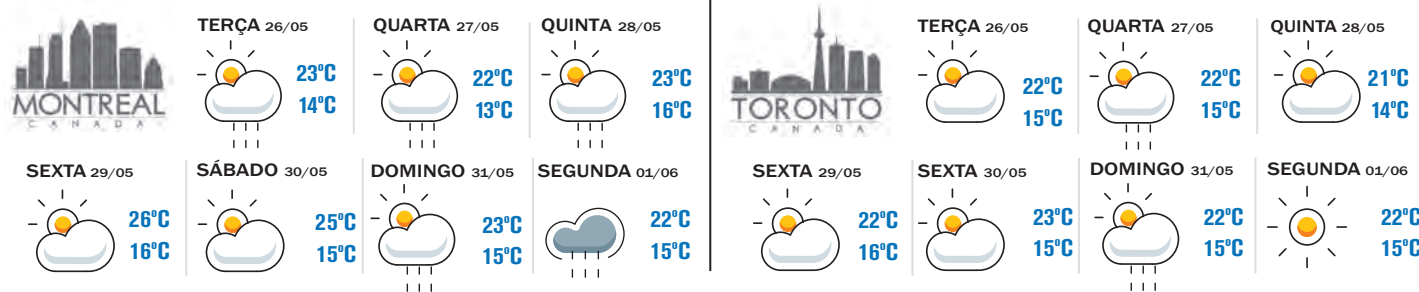 MONTREAL
CANADA
TERÇA 26/05
23ºC
14ºC
QUARTA 27/05
22ºC
13ºC
QUINTA 28/05
23ºC
16ºC
SEXTA 29/05
26ºC
16ºC
SÁBADO 30/05
25ºC
15ºC
DOMINGO 31/05
23ºC
15ºC
SEGUNDA 01/06
22ºC
15ºC
TORONTO
CANADA
TERÇA 26/05
22ºC
15ºC
QUARTA 27/05
22ºC
15ºC
QUINTA 28/05
21ºC
14ºC
SEXTA 29/05
22ºC
16ºC
SEXTA 30/05
23ºC
15ºC
DOMINGO 31/05
22ºC
15ºC
SEGUNDA 01/06
22ºC
15ºC